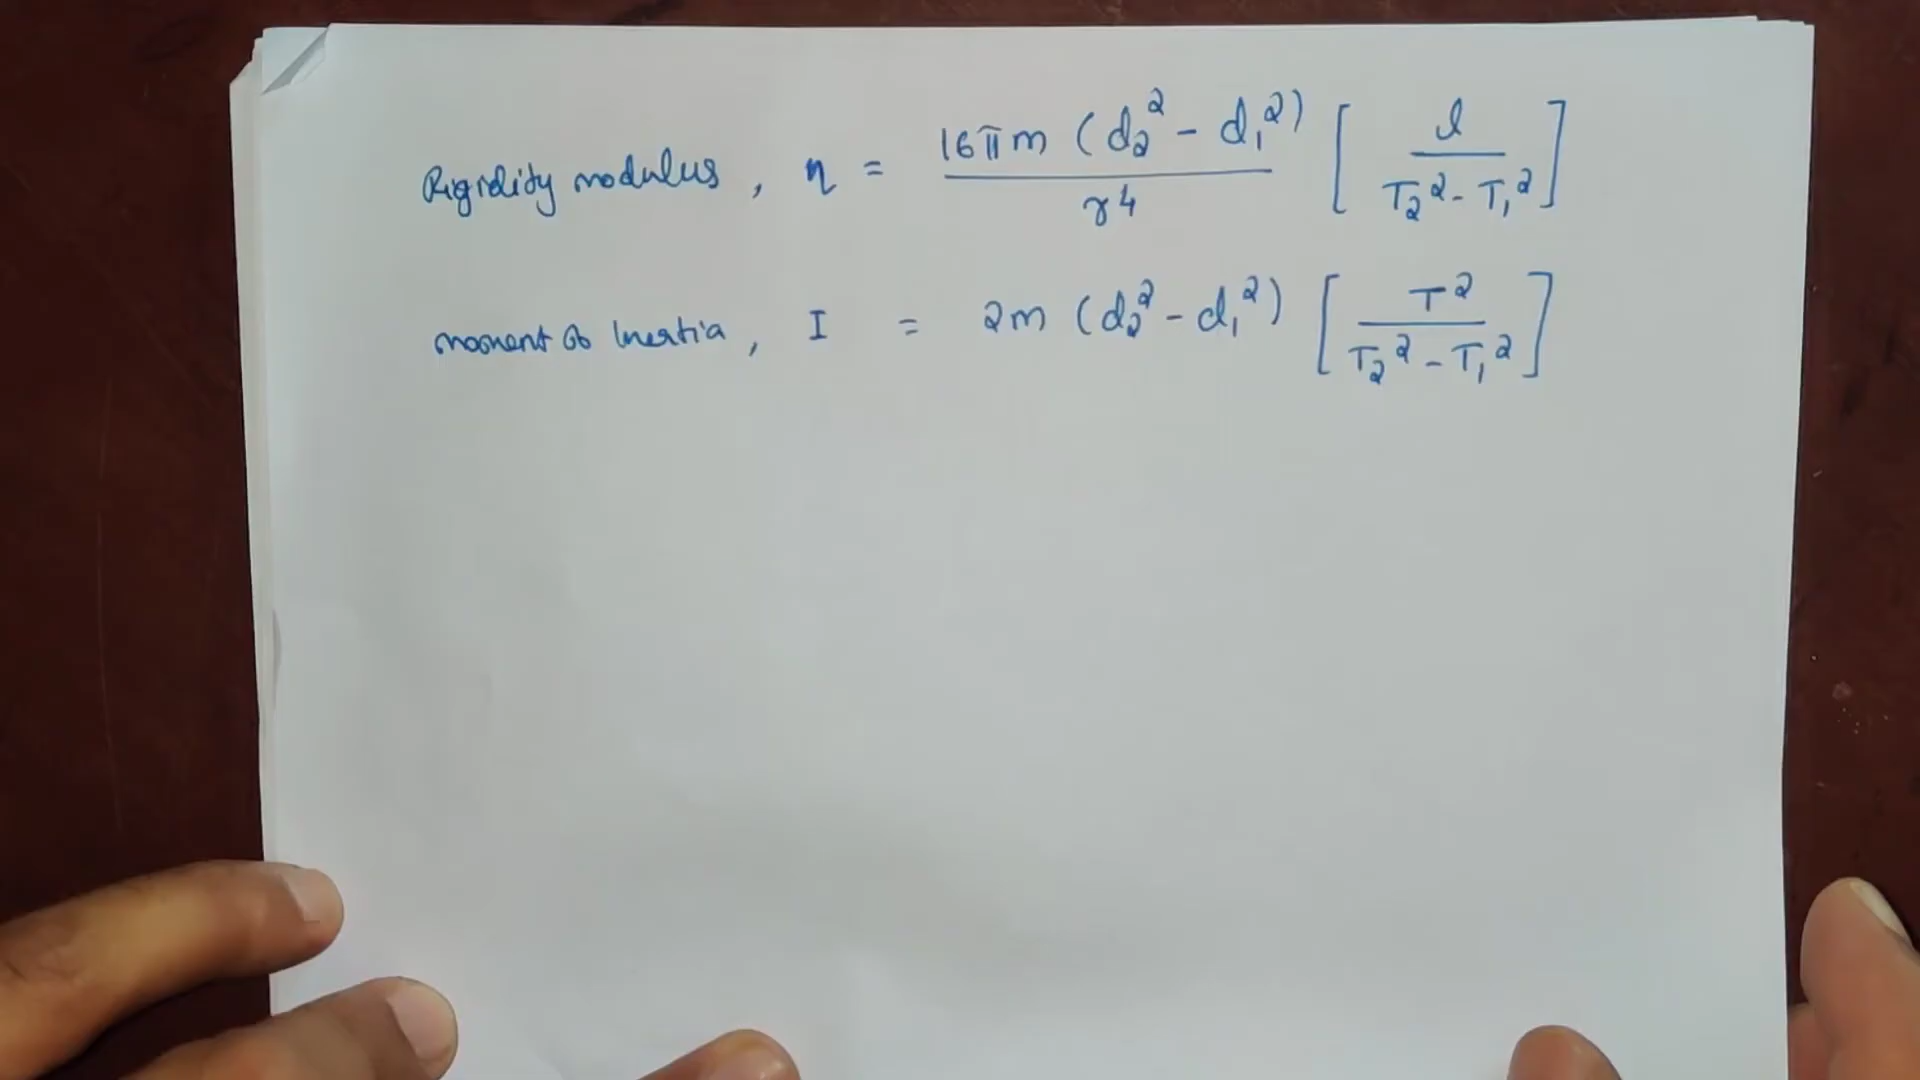 Rigidity modulus, η = 16πm (d₂² - d₁²) / r⁴ [ l / T₂² - T₁² ]
moment of Inertia, I = 2m (d₂² - d₁²) [ T² / T₂² - T₁² ]